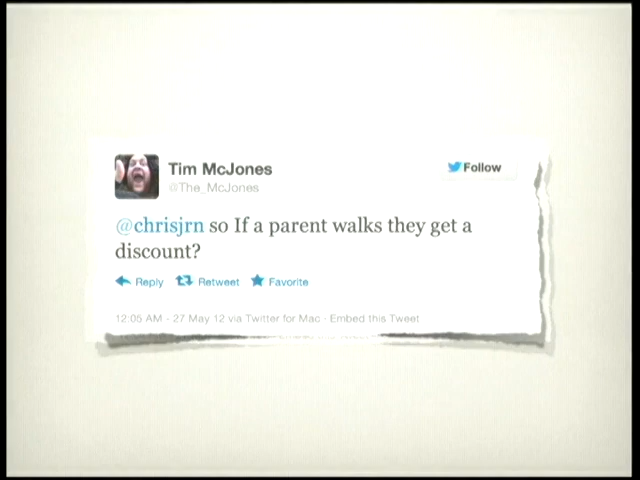 Tim McJones
@The_McJones
Follow
@chrisjrn so If a parent walks they get a
discount?
Reply Retweet Favorite
12:05 AM - 27 May 12 via Twitter for Mac · Embed this Tweet